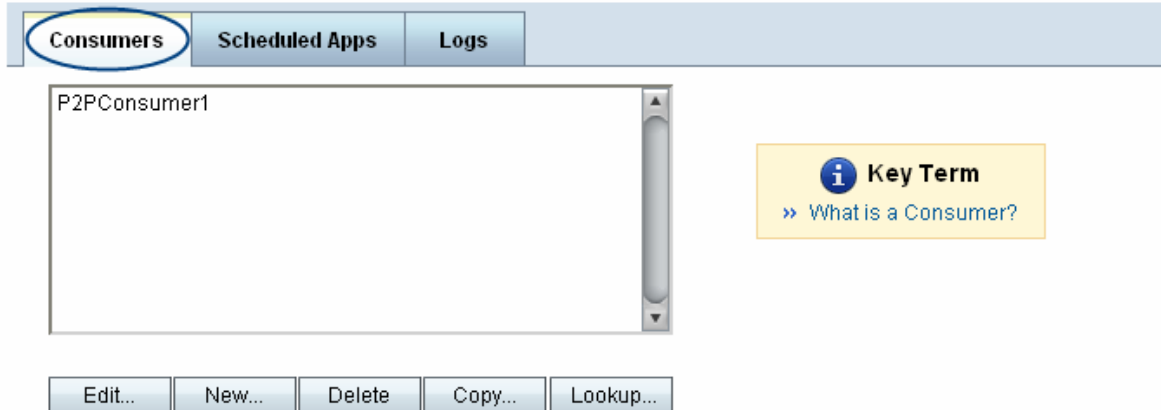 Consumers Scheduled Apps Logs
P2PConsumer1
Key Term
» What is a Consumer?
Edit... New... Delete Copy... Lookup...